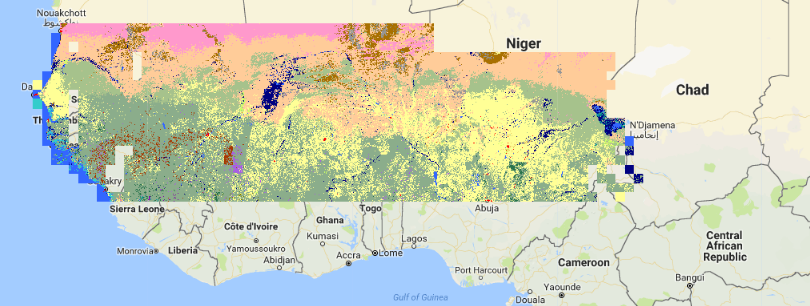 Nouakchott
Niger
Chad
Da
Th
N'Djamena
إنجامينا
akry
Sierra Leone
Togo
Abuja
Ghana
Côte d'Ivoire
Kumasi
Lagos
Central
African
Republic
Monrovia
Liberia
Yamoussoukro
Accra
Lome
Cameroon
Abidjan
Port Harcourt
Yaounde
Bangui
Gulf of Guinea
Douala